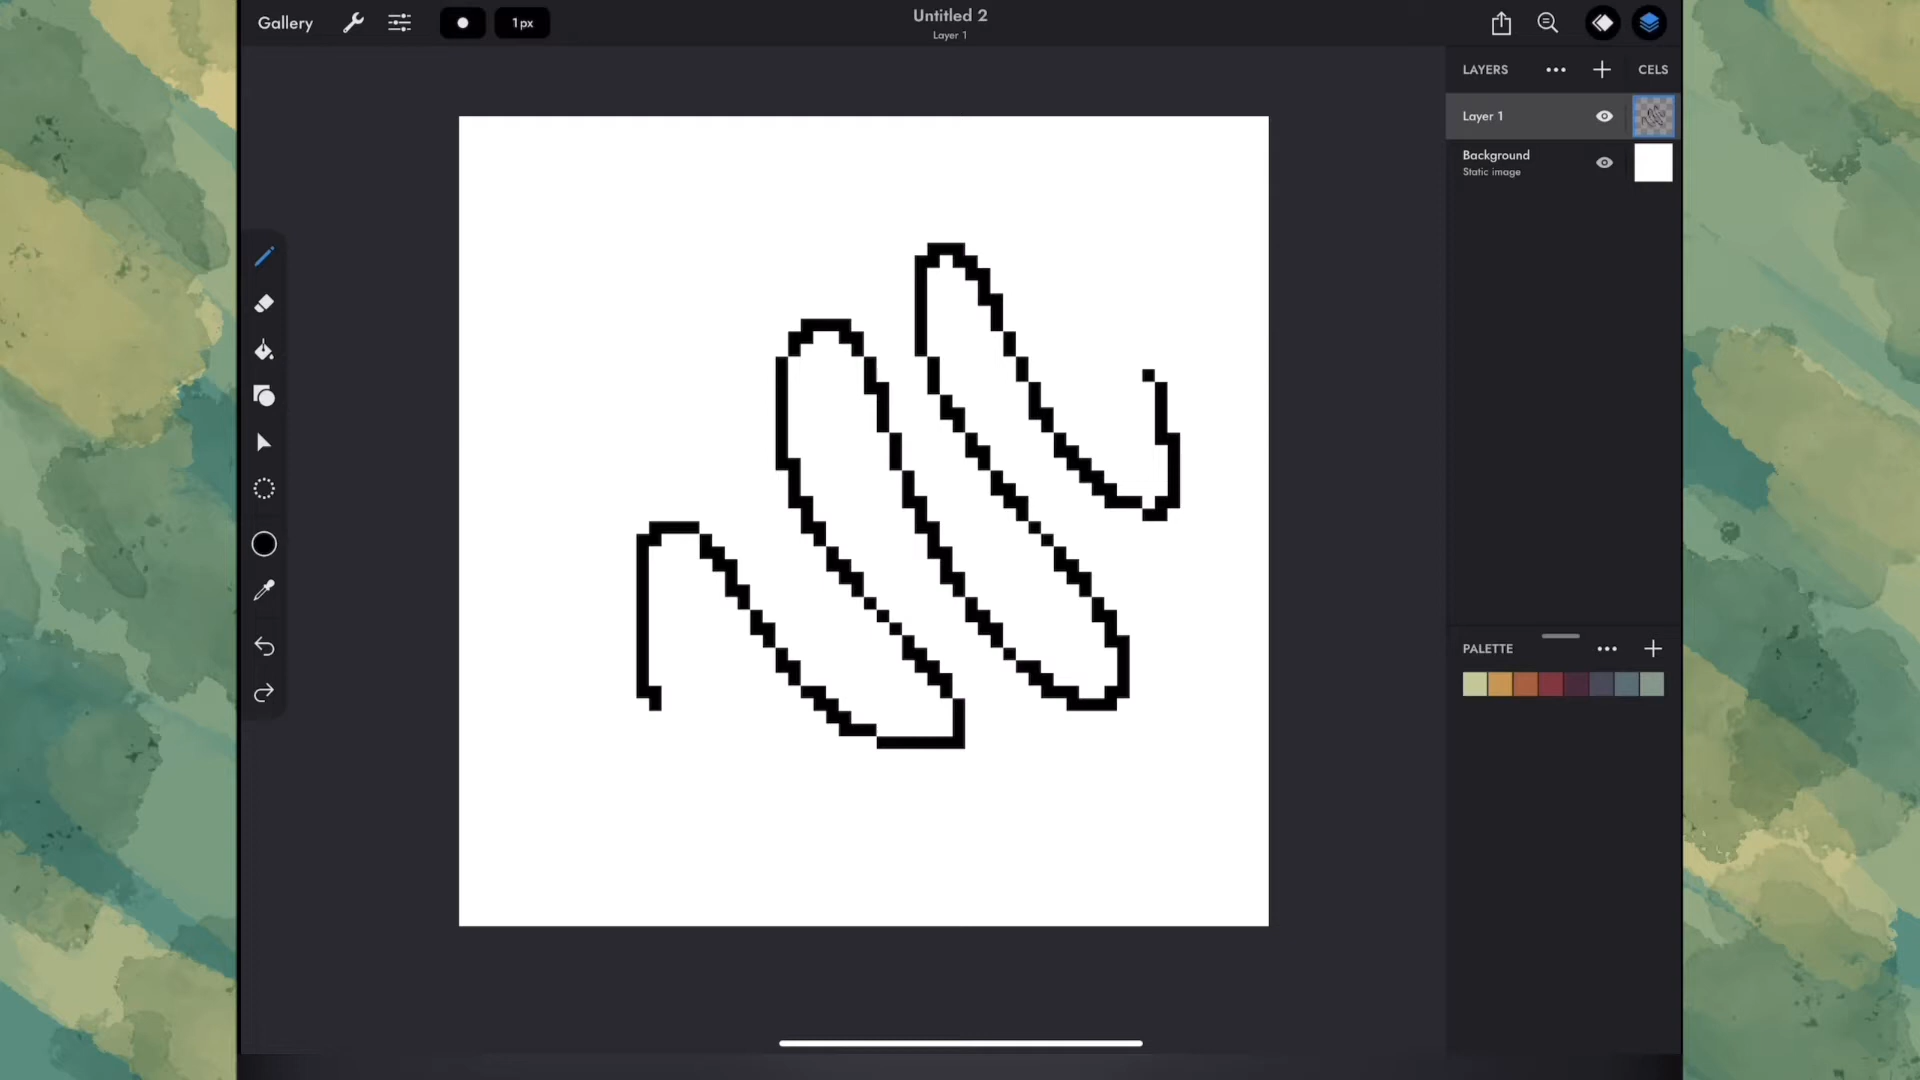 Gallery
1px
Untitled 2
Layer 1
LAYERS
CELS
Layer 1
Background
Static image
PALETTE